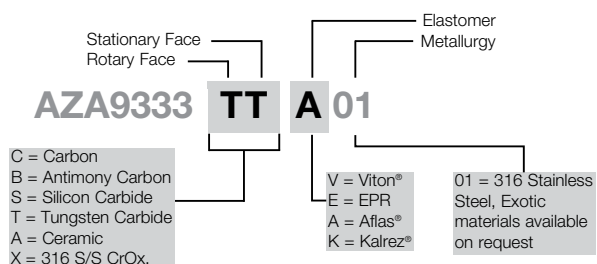 Elastomer
Stationary Face
Metallurgy
Rotary Face
AZA9333 TT A 01
C = Carbon
B = Antimony Carbon
S = Silicon Carbide
T = Tungsten Carbide
A = Ceramic
X = 316 S/S CrOx.
V = Viton®
E = EPR
A = Aflas®
K = Kalrez®
01 = 316 Stainless
Steel, Exotic
materials available
on request